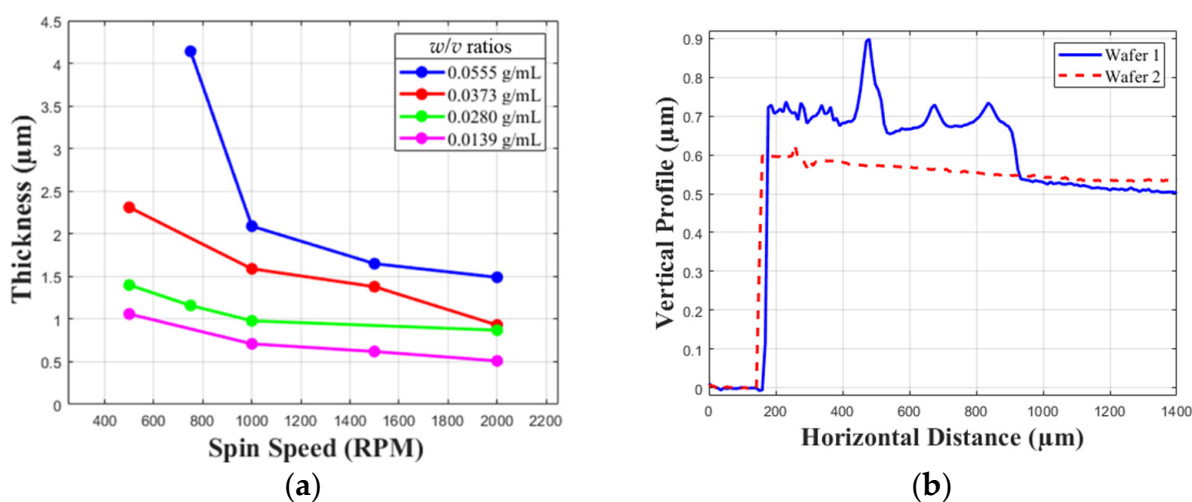 4.5
4
3.5
3
2.5
2
1.5
1
0.5
0
Thickness (μm)
400 600 800 1000 1200 1400 1600 1800 2000 2200
Spin Speed (RPM)
w/v ratios
0.0555 g/mL
0.0373 g/mL
0.0280 g/mL
0.0139 g/mL
(a)
0.9
0.8
0.7
0.6
0.5
0.4
0.3
0.2
0.1
0
Vertical Profile (μm)
0 200 400 600 800 1000 1200 1400
Horizontal Distance (μm)
Wafer 1
Wafer 2
(b)